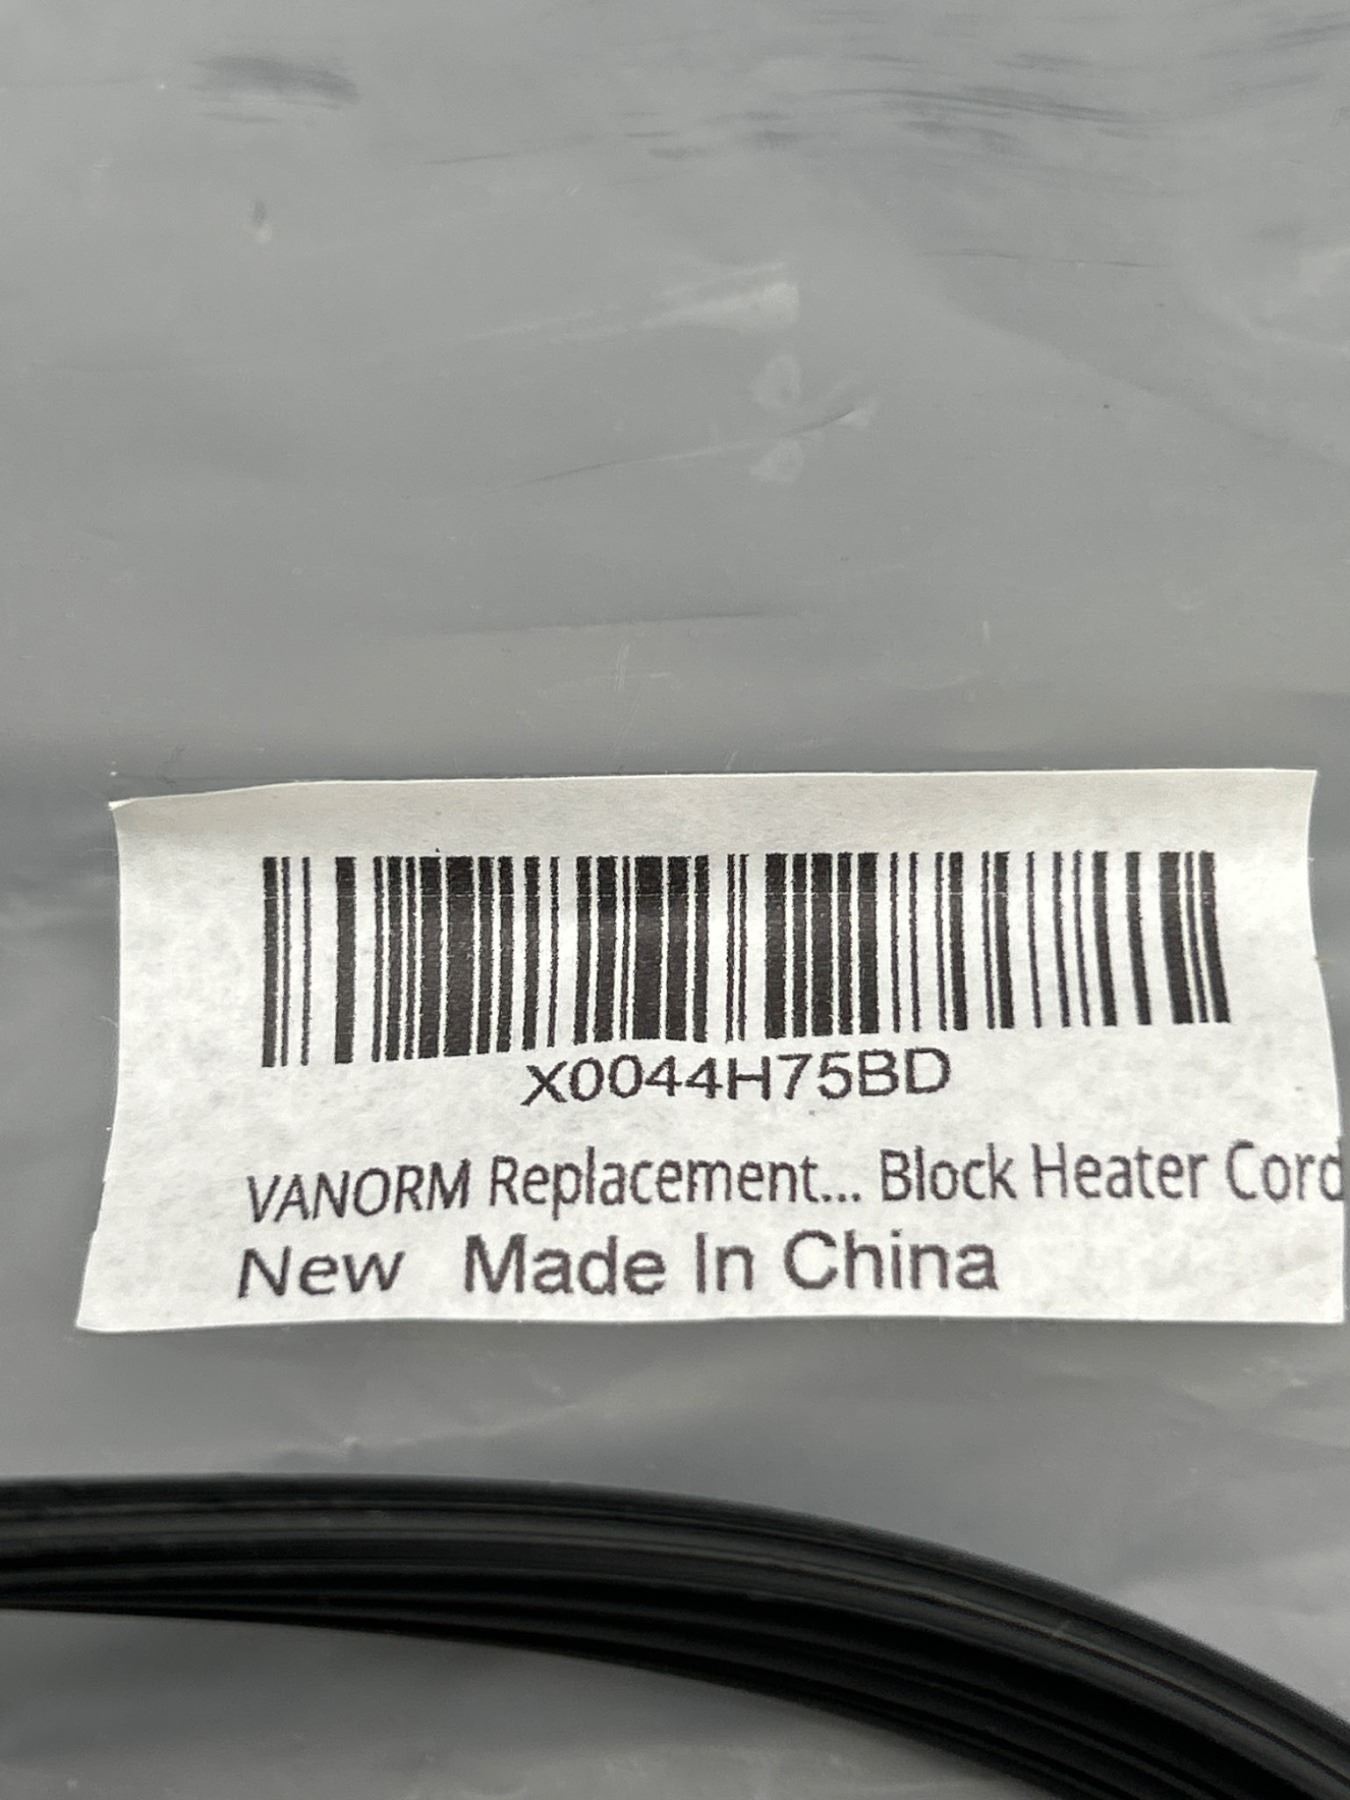 X0044H75BD
VANORM Replacement... Block Heater Cord
New Made In China